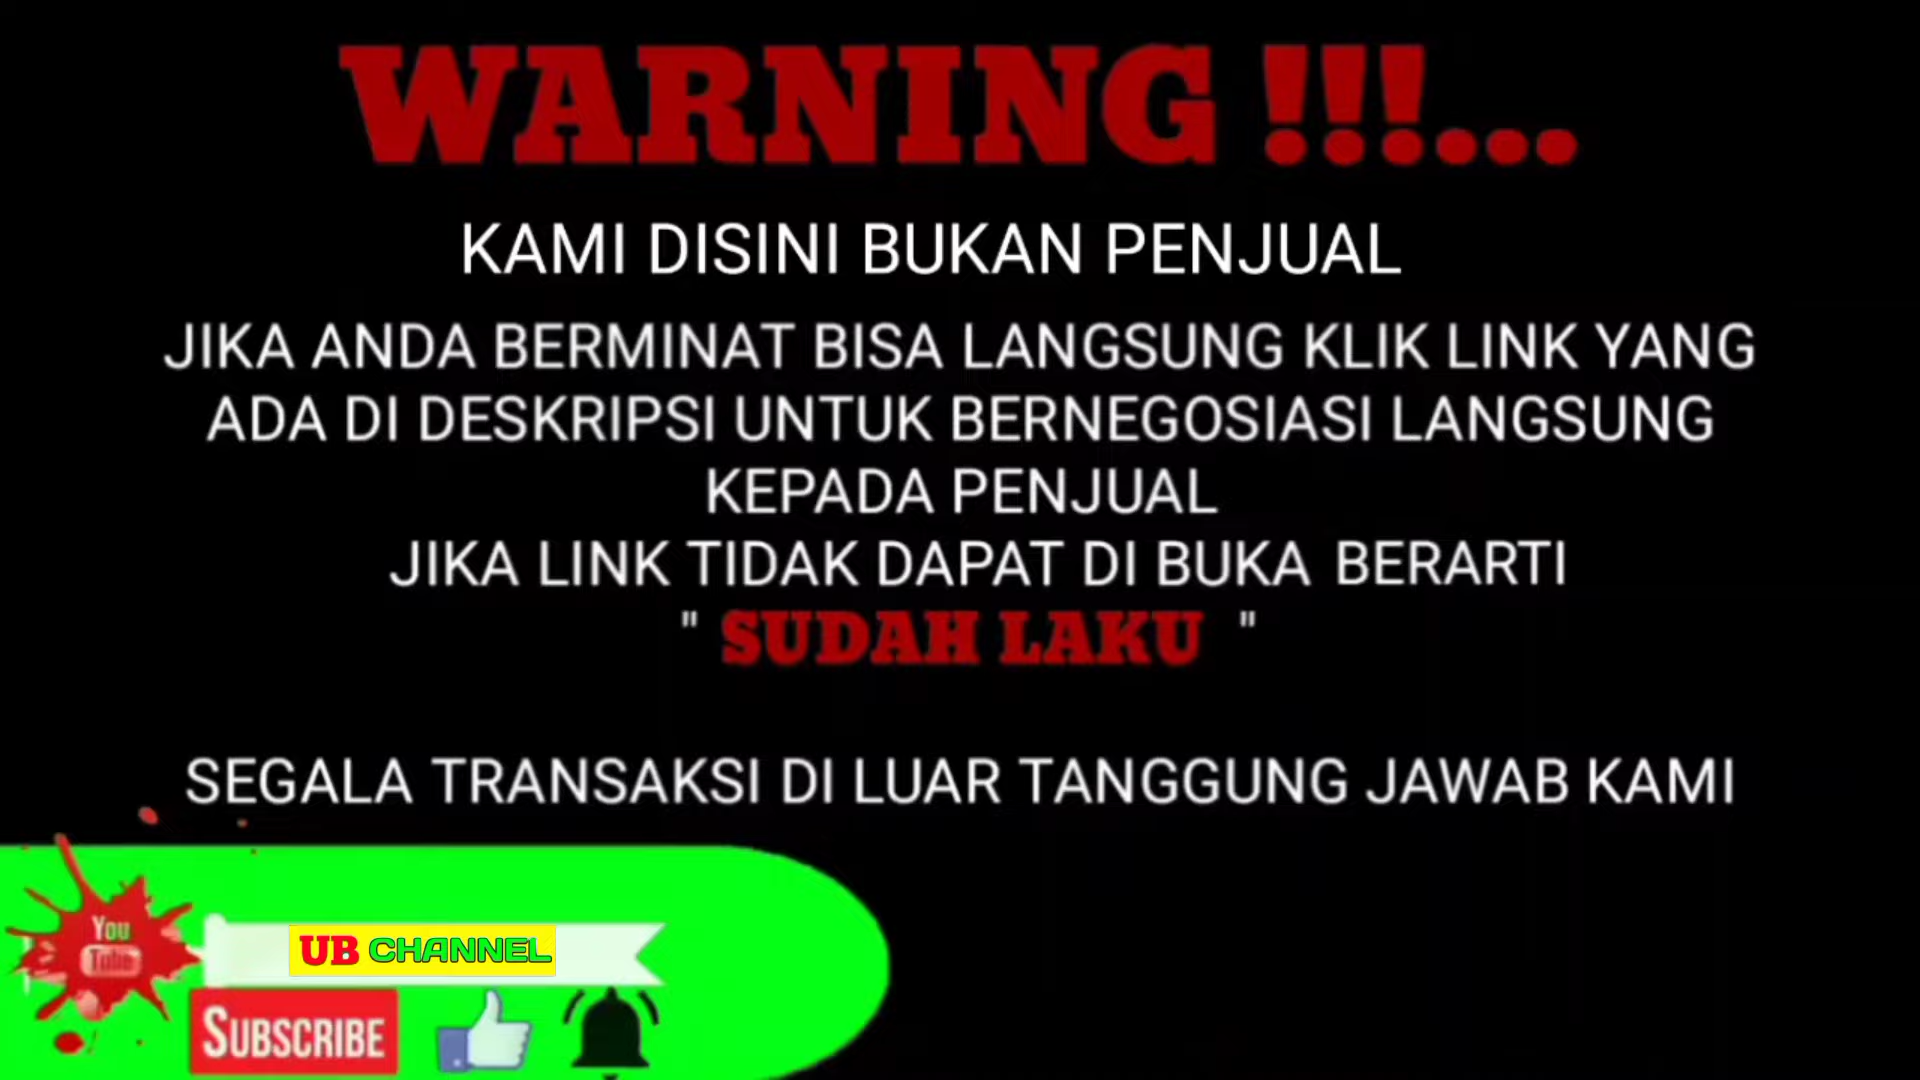 WARNING !!!...
KAMI DISINI BUKAN PENJUAL
JIKA ANDA BERMINAT BISA LANGSUNG KLIK LINK YANG
ADA DI DESKRIPSI UNTUK BERNEGOSIASI LANGSUNG
KEPADA PENJUAL
JIKA LINK TIDAK DAPAT DI BUKA BERARTI
" SUDAH LAKU "
SEGALA TRANSAKSI DI LUAR TANGGUNG JAWAB KAMI
You
Tube
UB CHANNEL
SUBSCRIBE